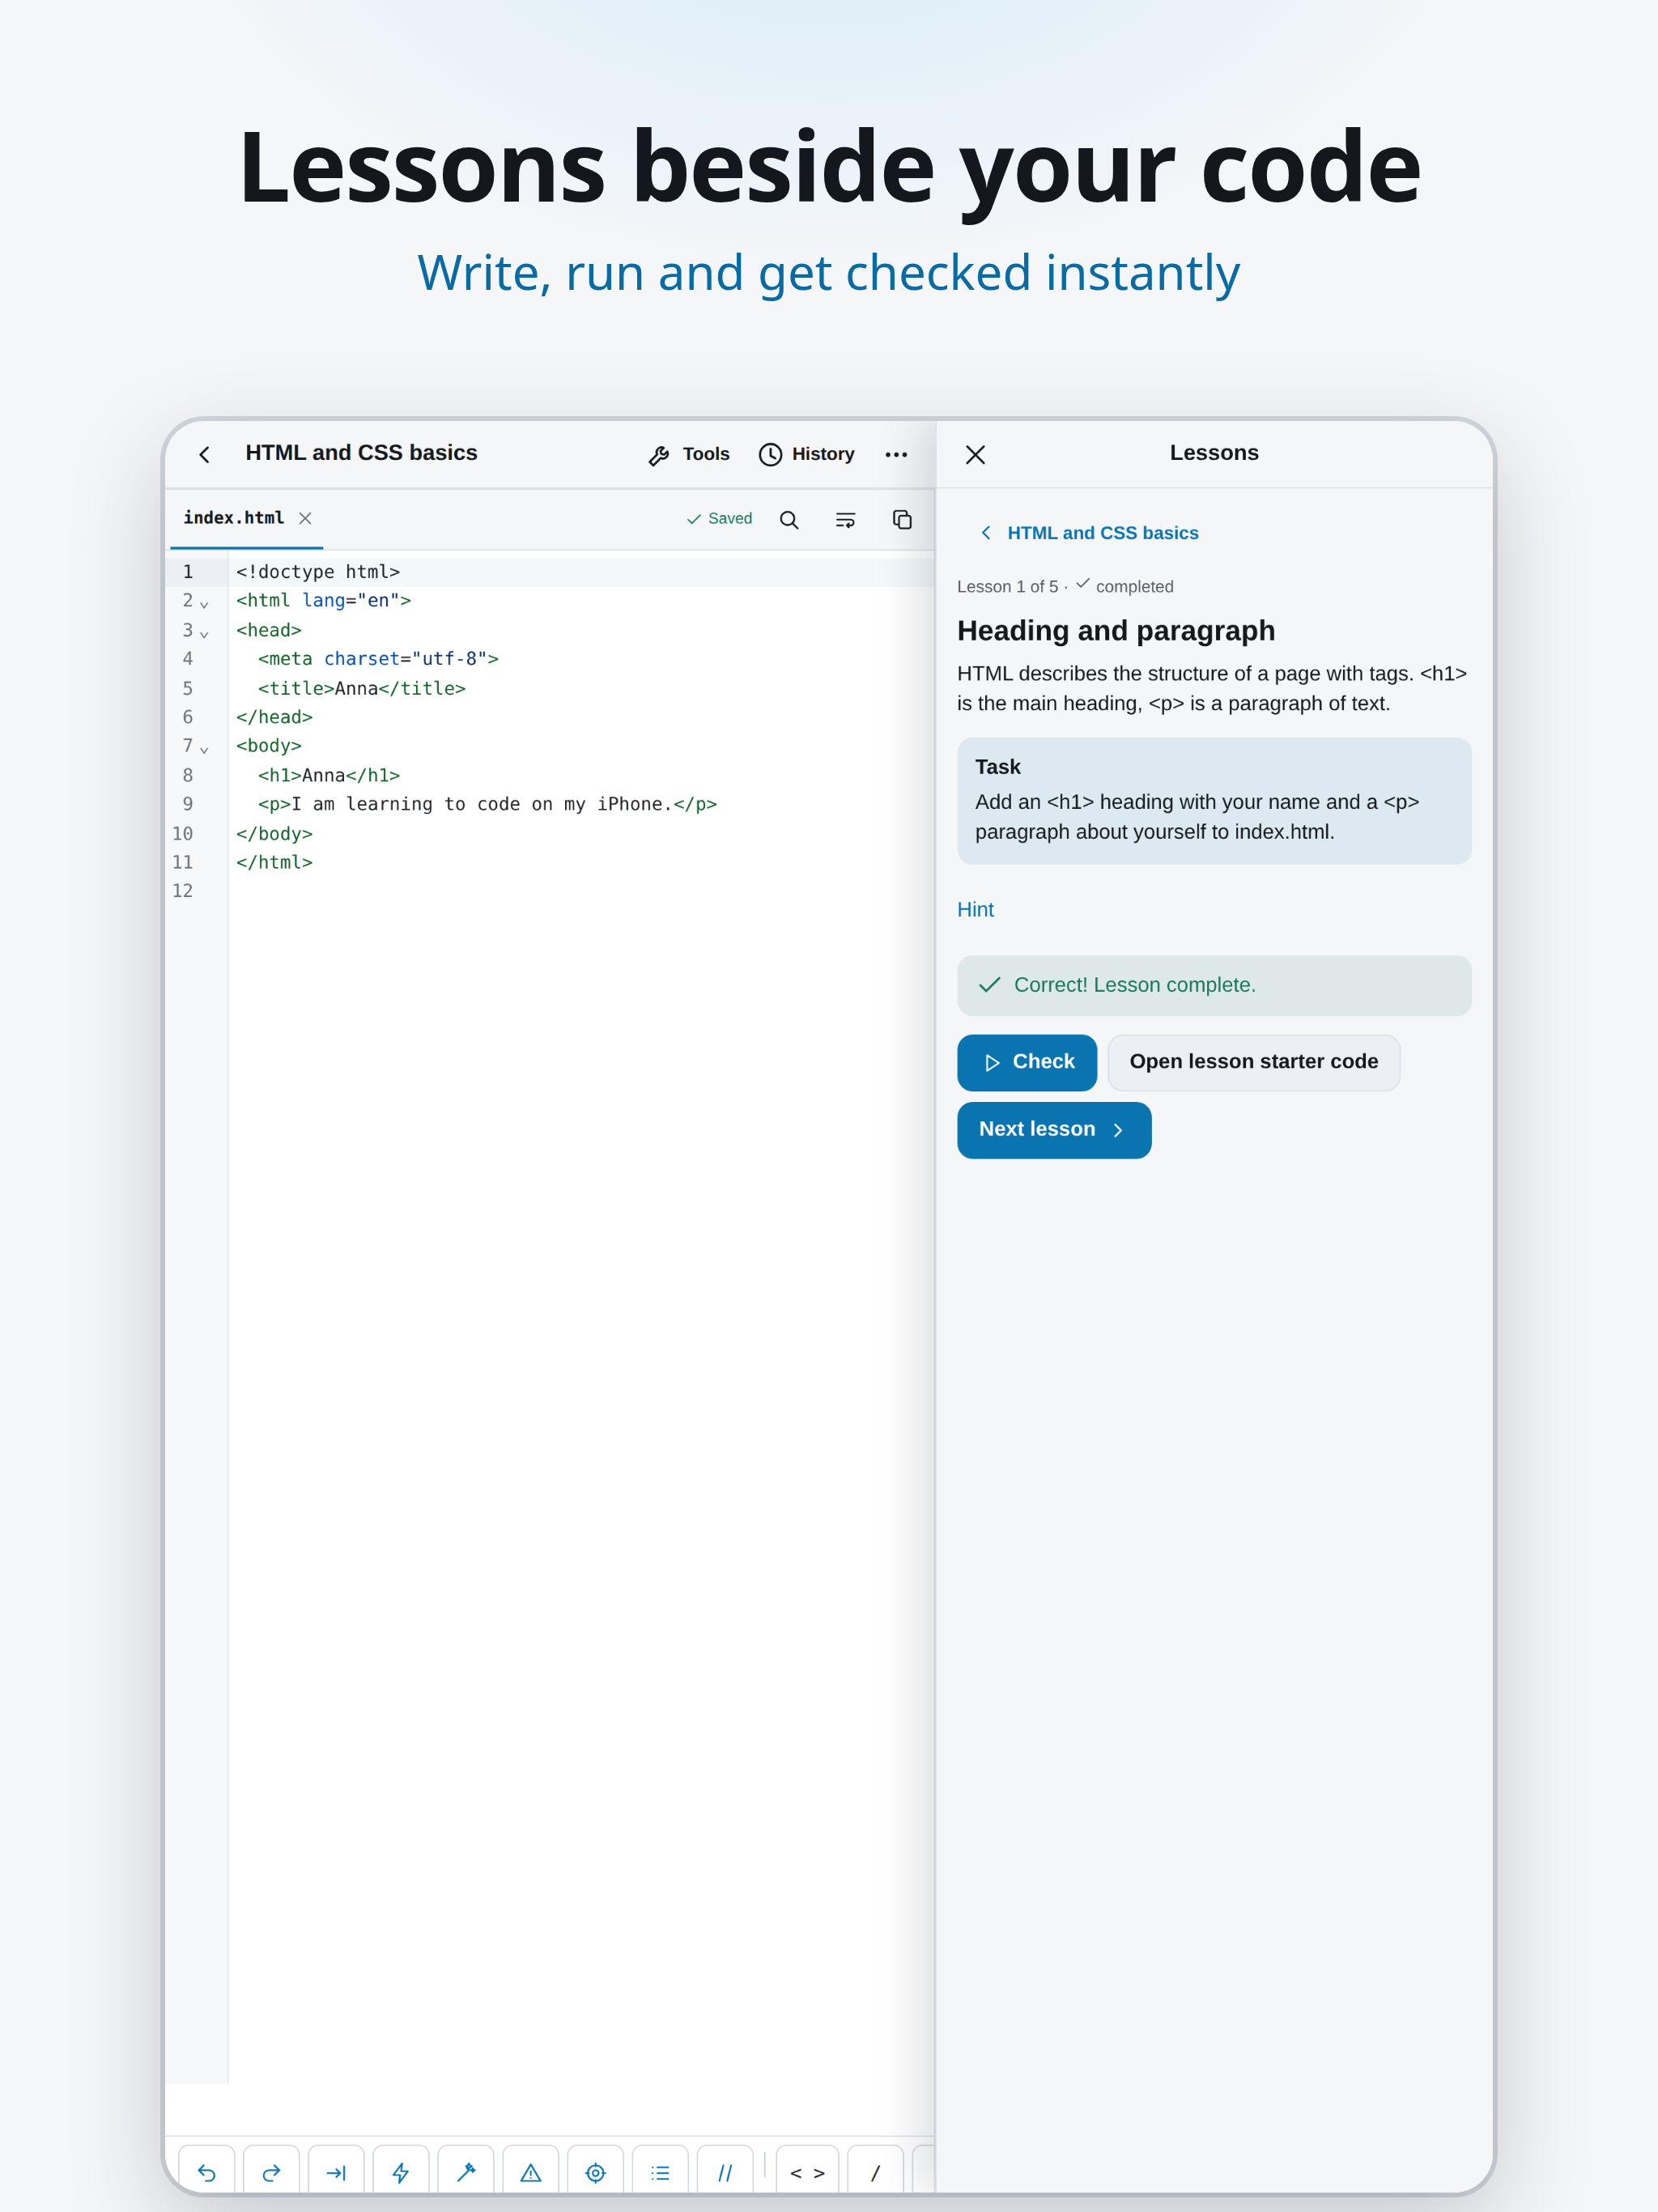 Lessons beside your code
Write, run and get checked instantly
HTML and CSS basics
Tools
History
index.html
Saved
1 <!doctype html>
2 <html lang="en">
3 <head>
4 <meta charset="utf-8">
5 <title>Anna</title>
6 </head>
7 <body>
8 <h1>Anna</h1>
9 <p>I am learning to code on my iPhone.</p>
10 </body>
11 </html>
12
< >
/
Lessons
HTML and CSS basics
Lesson 1 of 5 · ✓ completed
Heading and paragraph
HTML describes the structure of a page with tags. <h1>
is the main heading, <p> is a paragraph of text.
Task
Add an <h1> heading with your name and a <p>
paragraph about yourself to index.html.
Hint
Correct! Lesson complete.
Check
Open lesson starter code
Next lesson